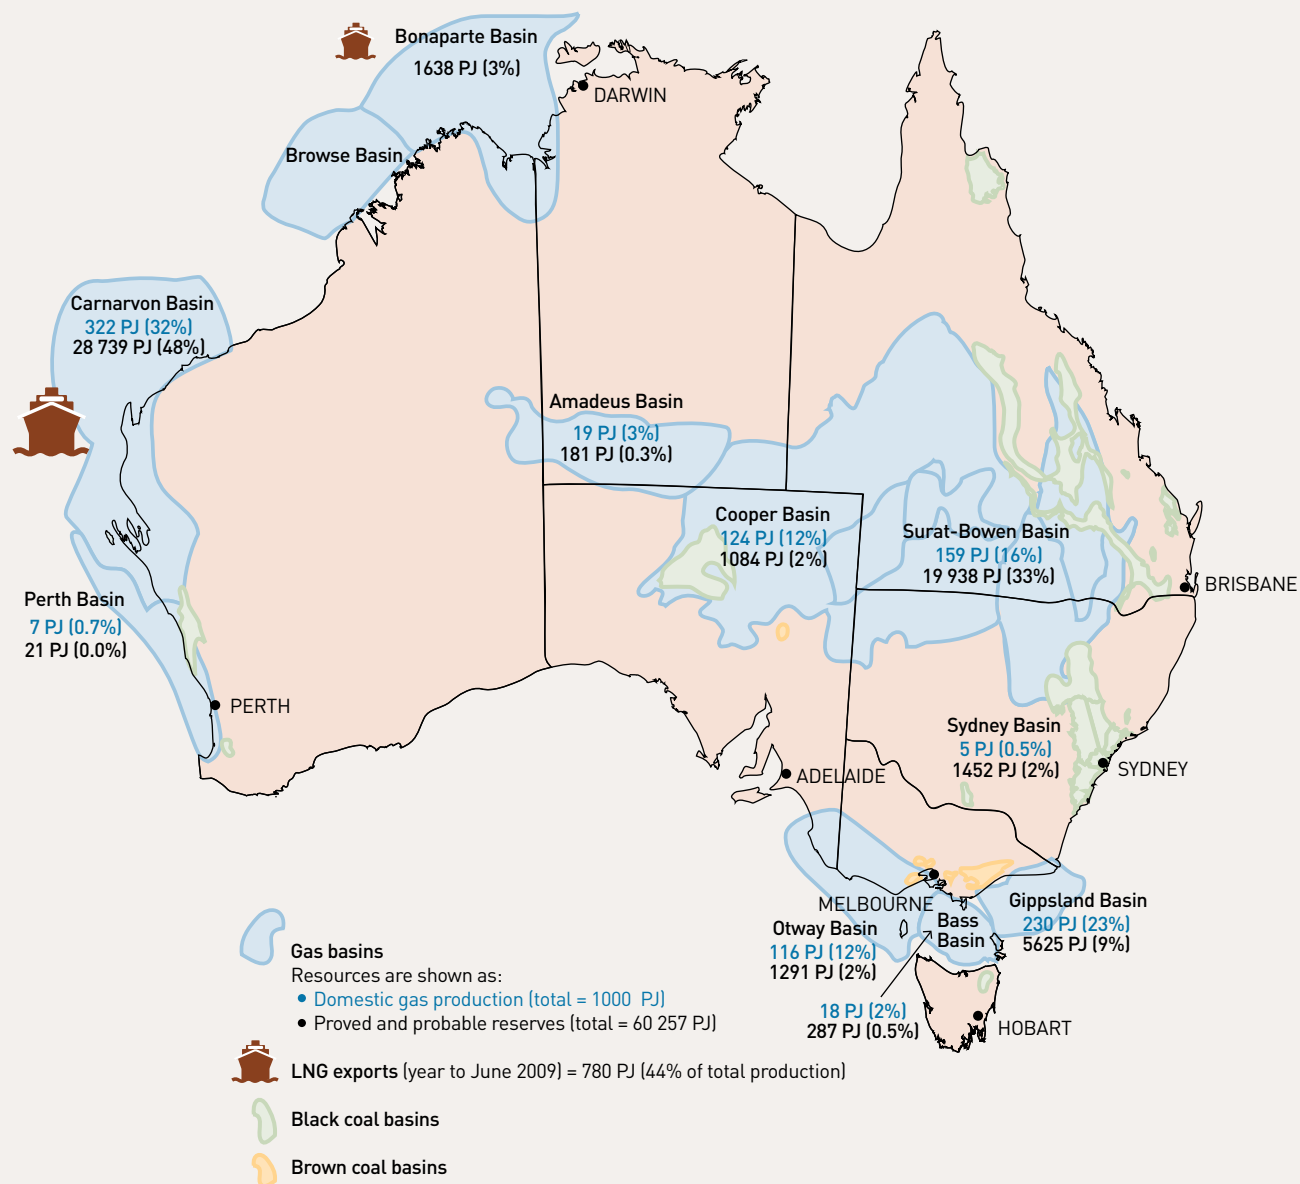 Bonaparte Basin
1638 PJ (3%)
DARWIN
Browse Basin
Carnarvon Basin
322 PJ (32%)
28 739 PJ (48%)
Amadeus Basin
19 PJ (3%)
181 PJ (0.3%)
Cooper Basin
124 PJ (12%)
1084 PJ (2%)
Surat-Bowen Basin
159 PJ (16%)
19 938 PJ (33%)
BRISBANE
Perth Basin
7 PJ (0.7%)
21 PJ (0.0%)
PERTH
Sydney Basin
5 PJ (0.5%)
1452 PJ (2%)
SYDNEY
ADELAIDE
MELBOURNE
Gippsland Basin
230 PJ (23%)
5625 PJ (9%)
Otway Basin
116 PJ (12%)
1291 PJ (2%)
Bass
Basin
18 PJ (2%)
287 PJ (0.5%)
HOBART
Gas basins
Resources are shown as:
• Domestic gas production (total = 1000 PJ)
• Proved and probable reserves (total = 60 257 PJ)
LNG exports (year to June 2009) = 780 PJ (44% of total production)
Black coal basins
Brown coal basins